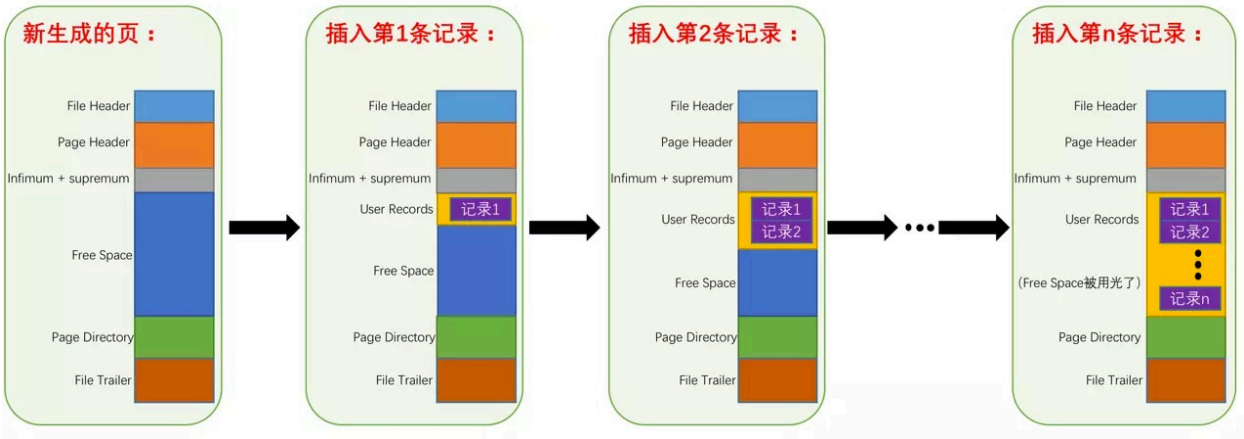 新生成的页：
File Header
Page Header
Infimum + supremum
Free Space
Page Directory
File Trailer
插入第1条记录：
File Header
Page Header
Infimum + supremum
User Records
记录1
Free Space
Page Directory
File Trailer
插入第2条记录：
File Header
Page Header
Infimum + supremum
User Records
记录1
记录2
Free Space
Page Directory
File Trailer
插入第n条记录：
File Header
Page Header
Infimum + supremum
User Records
记录1
记录2
(Free Space被用光了)
记录n
Page Directory
File Trailer